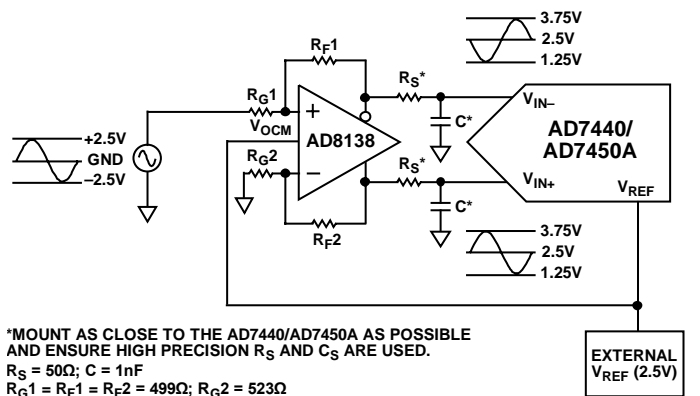 3.75V
2.5V
1.25V
RF1
RS*
RG1
VOCM
+
AD8138
C*
VIN–
AD7440/
AD7450A
+2.5V
GND
–2.5V
RG2
–
RS*
C*
VIN+
VREF
RF2
3.75V
2.5V
1.25V
*MOUNT AS CLOSE TO THE AD7440/AD7450A AS POSSIBLE
AND ENSURE HIGH PRECISION RS AND CS ARE USED.
RS = 50Ω; C = 1nF
RG1 = RF1 = RF2 = 499Ω; RG2 = 523Ω
EXTERNAL
VREF (2.5V)